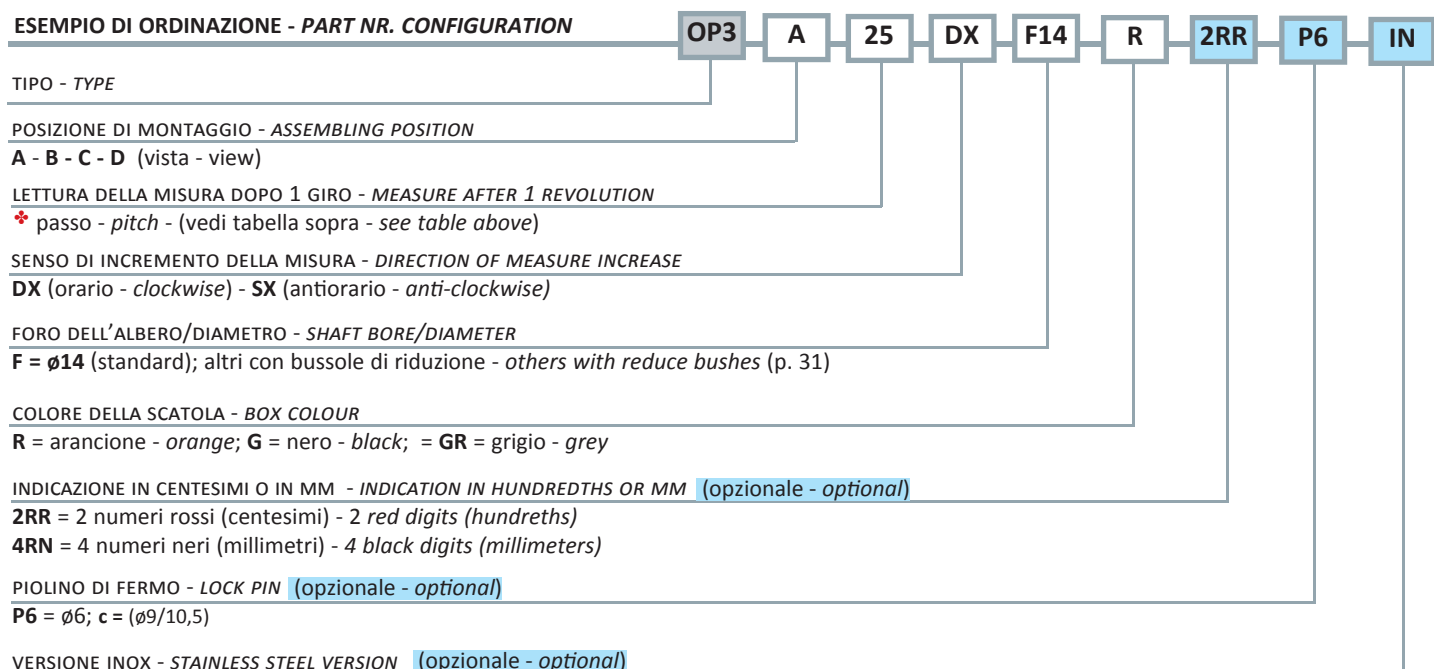 ESEMPIO DI ORDINAZIONE - PART NR. CONFIGURATION OP3 A 25 DX F14 R 2RR P6 IN
TIPO - TYPE
POSIZIONE DI MONTAGGIO - ASSEMBLING POSITION
A - B - C - D (vista - view)
LETTURA DELLA MISURA DOPO 1 GIRO - MEASURE AFTER 1 REVOLUTION
✤ passo - pitch - (vedi tabella sopra - see table above)
SENSO DI INCREMENTO DELLA MISURA - DIRECTION OF MEASURE INCREASE
DX (orario - clockwise) - SX (antiorario - anti-clockwise)
FORO DELL'ALBERO/DIAMETRO - SHAFT BORE/DIAMETER
F = ø14 (standard); altri con bussole di riduzione - others with reduce bushes (p. 31)
COLORE DELLA SCATOLA - BOX COLOUR
R = arancione - orange; G = nero - black; = GR = grigio - grey
INDICAZIONE IN CENTESIMI O IN MM - INDICATION IN HUNDREDTHS OR MM (opzionale - optional)
2RR = 2 numeri rossi (centesimi) - 2 red digits (hundreths)
4RN = 4 numeri neri (millimetri) - 4 black digits (millimeters)
PIOLINO DI FERMO - LOCK PIN (opzionale - optional)
P6 = ø6; c = (ø9/10,5)
VERSIONE INOX - STAINLESS STEEL VERSION (opzionale - optional)